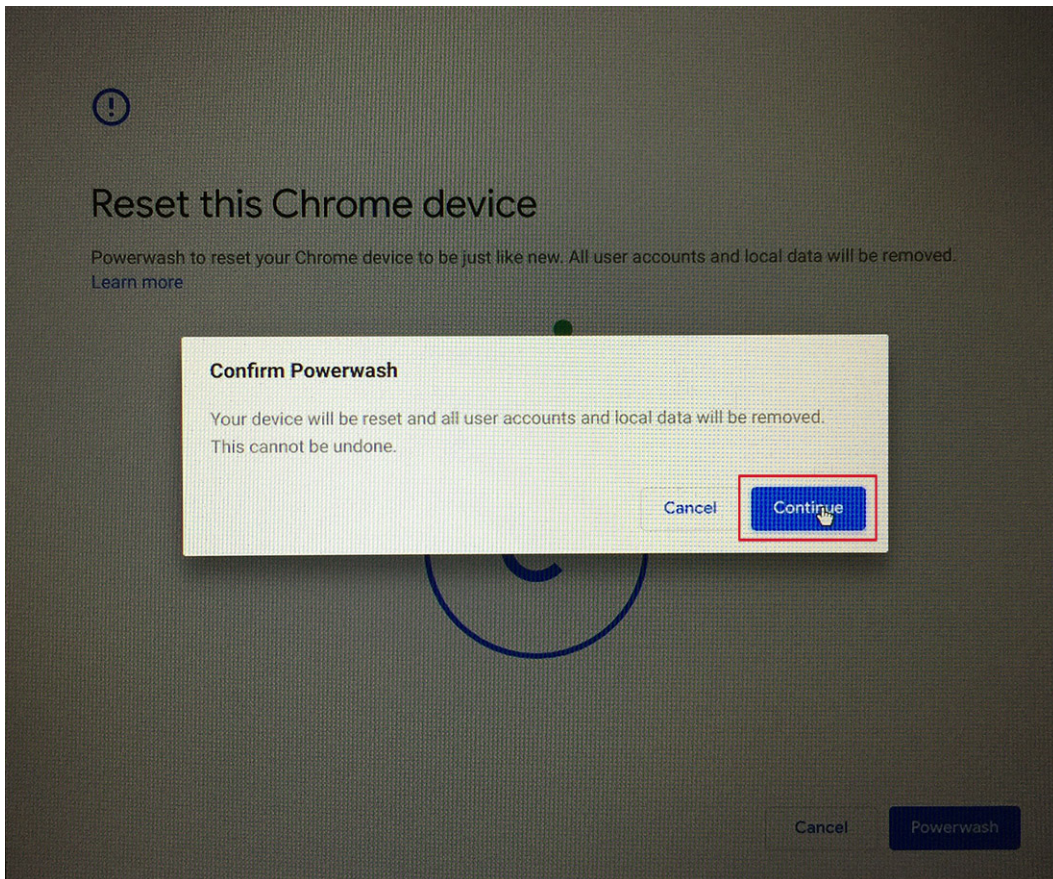 Reset this Chrome device
Powerwash to reset your Chrome device to be just like new. All user accounts and local data will be removed.
Learn more
Confirm Powerwash
Your device will be reset and all user accounts and local data will be removed.
This cannot be undone.
Cancel
Continue
Cancel
Powerwash